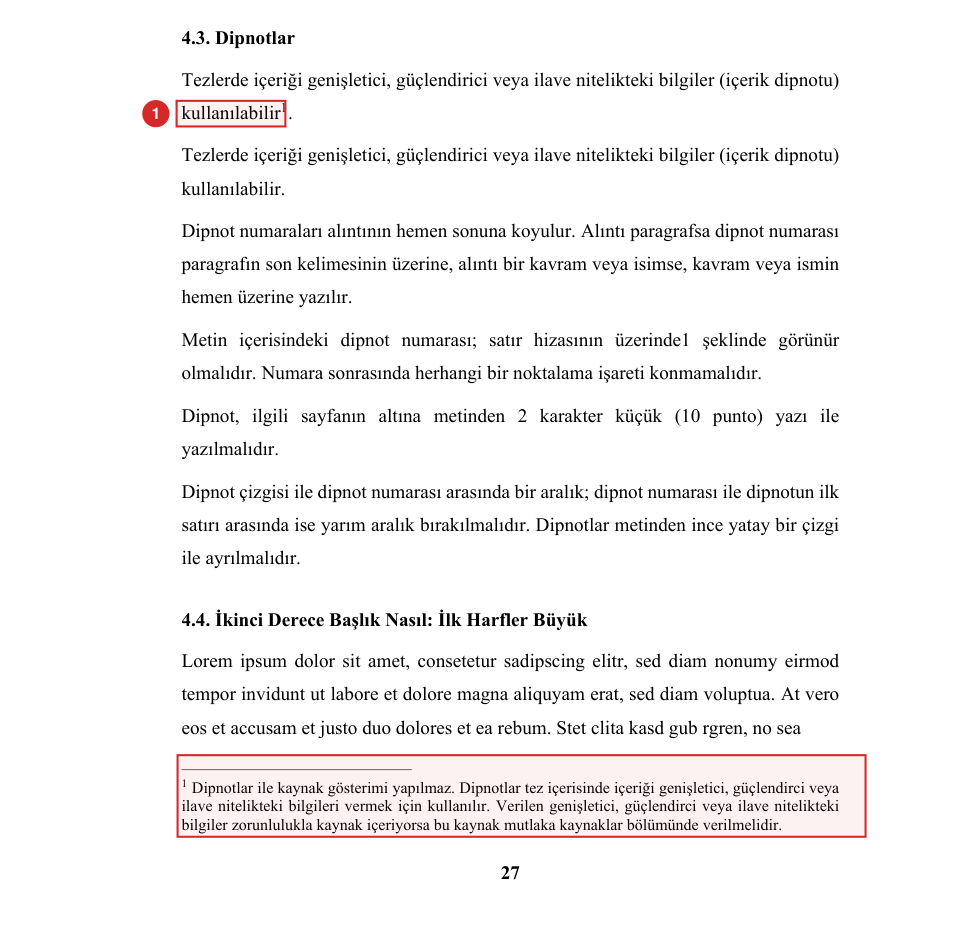 4.3. Dipnotlar
Tezlerde içeriği genişletici, güçlendirici veya ilave nitelikteki bilgiler (içerik dipnotu)
1 kullanılabilir¹.
Tezlerde içeriği genişletici, güçlendirici veya ilave nitelikteki bilgiler (içerik dipnotu)
kullanılabilir.
Dipnot numaraları alıntının hemen sonuna koyulur. Alıntı paragrafsa dipnot numarası
paragrafın son kelimesinin üzerine, alıntı bir kavram veya isimse, kavram veya ismin
hemen üzerine yazılır.
Metin içerisindeki dipnot numarası; satır hizasının üzerinde1 şeklinde görünür
olmalıdır. Numara sonrasında herhangi bir noktalama işareti konmamalıdır.
Dipnot, ilgili sayfanın altına metinden 2 karakter küçük (10 punto) yazı ile
yazılmalıdır.
Dipnot çizgisi ile dipnot numarası arasında bir aralık; dipnot numarası ile dipnotun ilk
satırı arasında ise yarım aralık bırakılmalıdır. Dipnotlar metinden ince yatay bir çizgi
ile ayrılmalıdır.
4.4. İkinci Derece Başlık Nasıl: İlk Harfler Büyük
Lorem ipsum dolor sit amet, consetetur sadipscing elitr, sed diam nonumy eirmod
tempor invidunt ut labore et dolore magna aliquyam erat, sed diam voluptua. At vero
eos et accusam et justo duo dolores et ea rebum. Stet clita kasd gub rgren, no sea
¹ Dipnotlar ile kaynak gösterimi yapılmaz. Dipnotlar tez içerisinde içeriği genişletici, güçlendirci veya
ilave nitelikteki bilgileri vermek için kullanılır. Verilen genişletici, güçlendirci veya ilave nitelikteki
bilgiler zorunlulukla kaynak içeriyorsa bu kaynak mutlaka kaynaklar bölümünde verilmelidir.
27